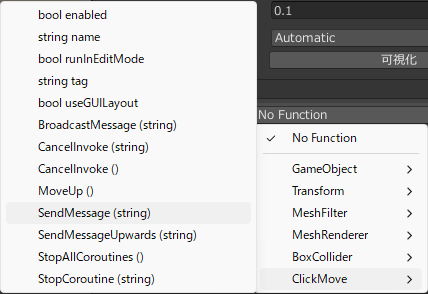 bool enabled
string name
bool runInEditMode
string tag
bool useGUILayout
BroadcastMessage (string)
CancelInvoke (string)
CancelInvoke ()
MoveUp ()
SendMessage (string)
SendMessageUpwards (string)
StopAllCoroutines ()
StopCoroutine (string)
0.1
Automatic
可視化
No Function
No Function
GameObject
Transform
MeshFilter
MeshRenderer
BoxCollider
ClickMove